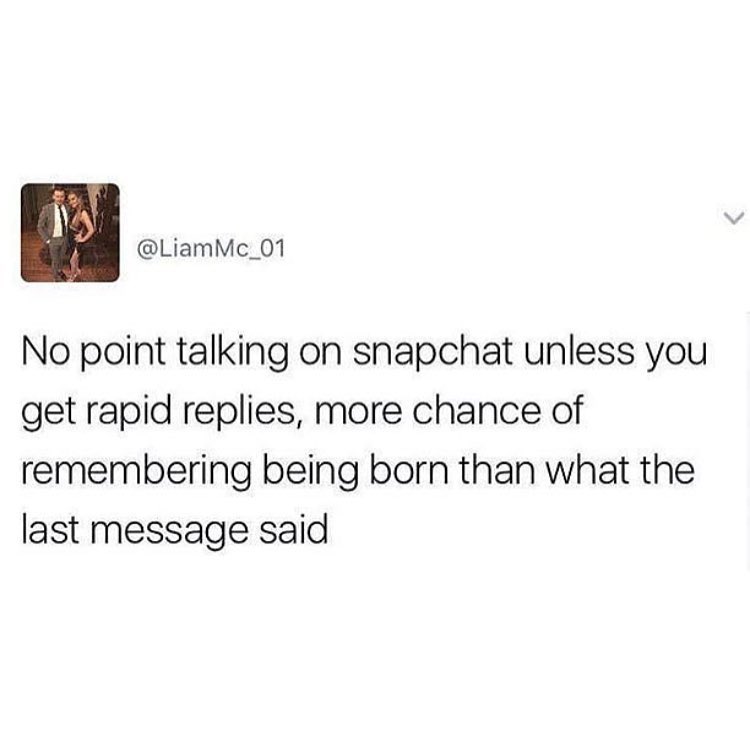 @LiamMc_01
No point talking on snapchat unless you
get rapid replies, more chance of
remembering being born than what the
last message said